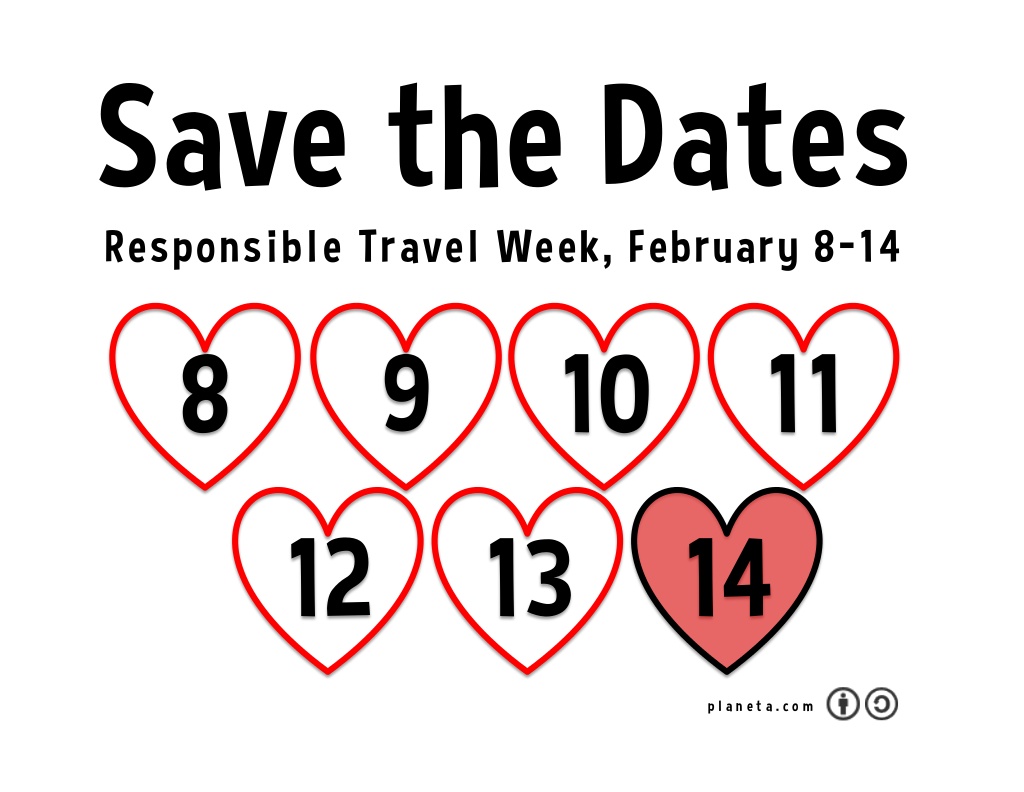 Save the Dates
Responsible Travel Week, February 8-14
8 9 10 11
12 13 14
planeta.com